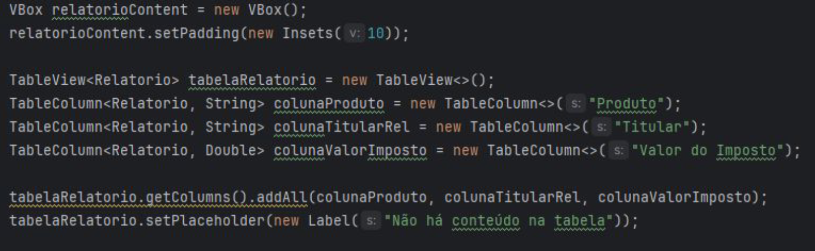 VBox relatorioContent = new VBox();
relatorioContent.setPadding(new Insets( v: 10));
TableView<Relatorio> tabelaRelatorio = new TableView<>();
TableColumn<Relatorio, String> colunaProduto = new TableColumn<>( s: "Produto");
TableColumn<Relatorio, String> colunaTitularRel = new TableColumn<>( s: "Titular");
TableColumn<Relatorio, Double> colunaValorImposto = new TableColumn<>( s: "Valor do Imposto");
tabelaRelatorio.getColumns().addAll(colunaProduto, colunaTitularRel, colunaValorImposto);
tabelaRelatorio.setPlaceholder(new Label( s: "Não há conteúdo na tabela"));